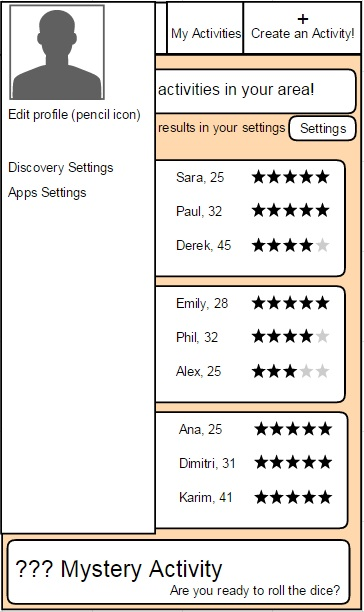 My Activities
+
Create an Activity!
Edit profile (pencil icon)
Discovery Settings
Apps Settings
activities in your area!
results in your settings
Settings
Sara, 25
Paul, 32
Derek, 45
Emily, 28
Phil, 32
Alex, 25
Ana, 25
Dimitri, 31
Karim, 41
??? Mystery Activity
Are you ready to roll the dice?